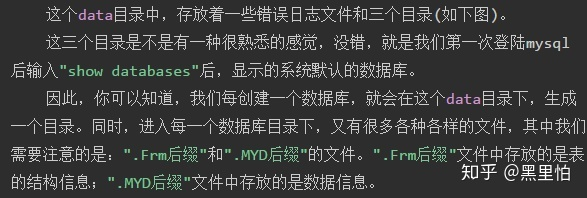 这个data目录中，存放着一些错误日志文件和三个目录(如下图)。
这三个目录是不是有一种很熟悉的感觉，没错，就是我们第一次登陆mysql
后输入"show databases"后，显示的系统默认的数据库。
因此，你可以知道，我们每创建一个数据库，就会在这个data目录下，生成
一个目录。同时，进入每一个数据库目录下，又有很多各种各样的文件，其中我们
需要注意的是：".Frm后缀"和".MYD后缀"的文件。".Frm后缀"文件中存放的是表
的结构信息；".MYD后缀"文件中存放的是数据信息。
知乎 @黑里怕